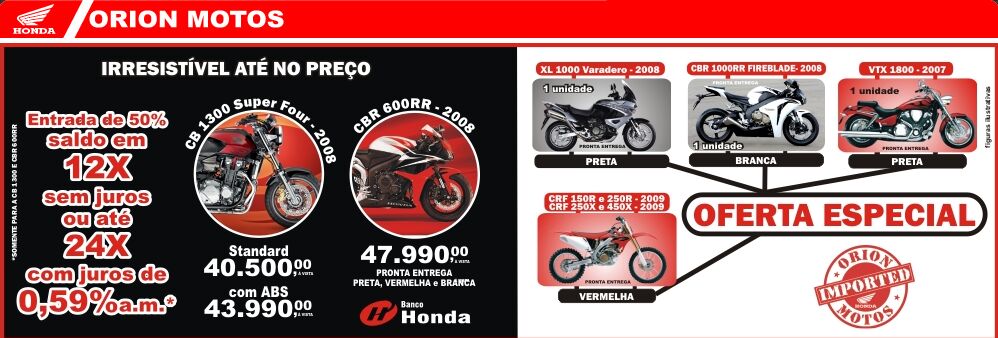 HONDA
ORION MOTOS
IRRESISTÍVEL ATÉ NO PREÇO
Entrada de 50%
saldo em
12X
sem juros
ou até
24X
com juros de
0,59%a.m.*
*SOMENTE PARA A CB 1300 E CBR 600RR
CB 1300 Super Four - 2008
Standard
40.500,00 À VISTA
com ABS
43.990,00 À VISTA
CBR 600RR - 2008
47.990,00 À VISTA
PRONTA ENTREGA
PRETA, VERMELHA e BRANCA
Banco
Honda
XL 1000 Varadero - 2008
1 unidade
PRONTA ENTREGA
PRETA
CBR 1000RR FIREBLADE- 2008
PRONTA ENTREGA
1 unidade
BRANCA
VTX 1800 - 2007
1 unidade
PRONTA ENTREGA
PRETA
figuras ilustrativas
CRF 150R e 250R - 2009
CRF 250X e 450X - 2009
PRONTA ENTREGA
VERMELHA
OFERTA ESPECIAL
ORION
IMPORTED
HONDA
MOTOS